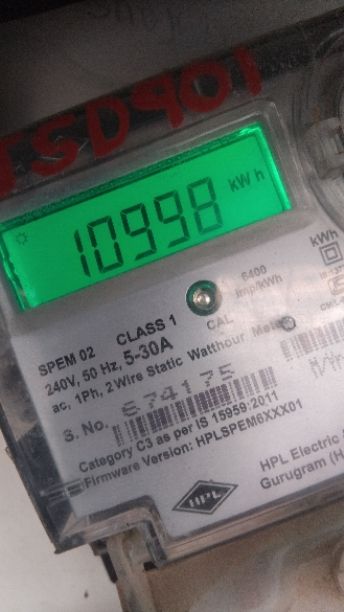 JSD901
10998 kWh
6400
imp/kWh
kWh
CAL
SPEM 02 CLASS 1
240V, 50 Hz, 5-30A
ac, 1Ph, 2 Wire Static Watthour Meter
S. No. 674175
Category C3 as per IS 15959:2011
Firmware Version: HPLSPEM6XXX01
HPL
HPL Electric
Gurugram (H